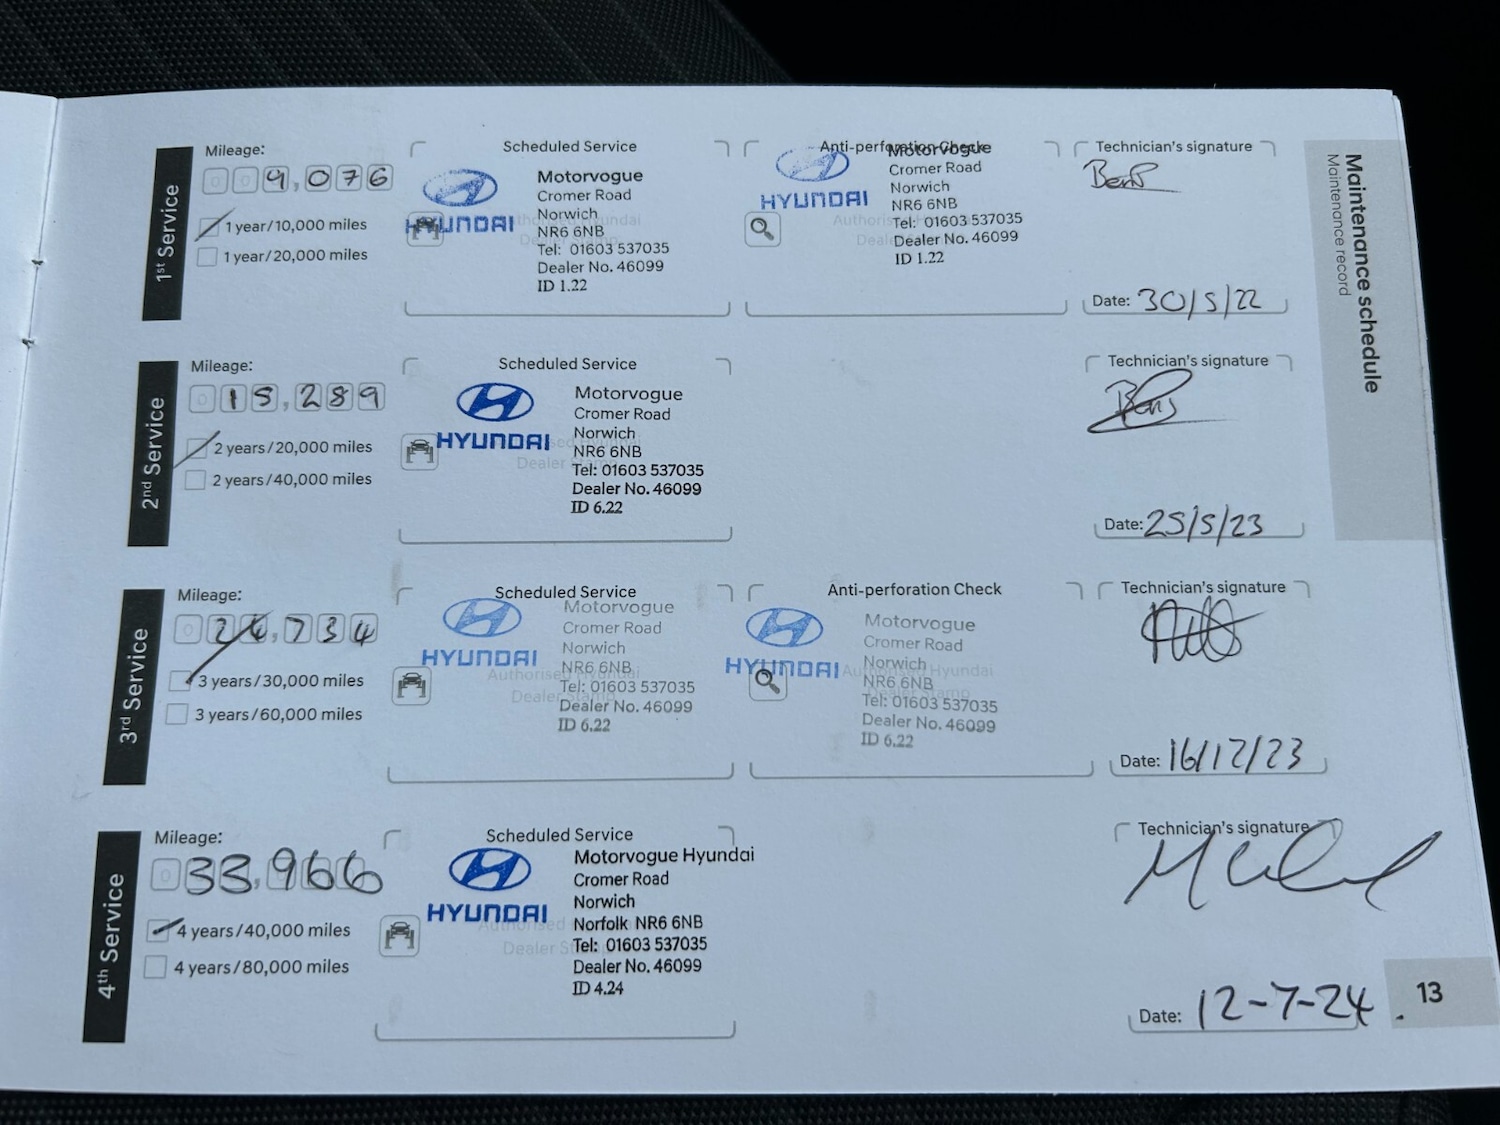 Maintenance schedule
Maintenance record
1st Service
Mileage:
009,076
1 year/10,000 miles
1 year/20,000 miles
Scheduled Service
HYUNDAI
Motorvogue
Cromer Road
Norwich
NR6 6NB
Tel: 01603 537035
Dealer No. 46099
ID 1.22
Anti-perforation Check
HYUNDAI
Motorvogue
Cromer Road
Norwich
NR6 6NB
Tel: 01603 537035
Dealer No. 46099
ID 1.22
Technician's signature
Date: 30/5/22
2nd Service
Mileage:
015,289
2 years/20,000 miles
2 years/40,000 miles
Scheduled Service
HYUNDAI
Motorvogue
Cromer Road
Norwich
NR6 6NB
Tel: 01603 537035
Dealer No. 46099
ID 6.22
Technician's signature
Date: 25/5/23
3rd Service
Mileage:
024,734
3 years/30,000 miles
3 years/60,000 miles
Scheduled Service
HYUNDAI
Authorised Hyundai
Dealer Stamp
Motorvogue
Cromer Road
Norwich
NR6 6NB
Tel: 01603 537035
Dealer No. 46099
ID 6.22
Anti-perforation Check
HYUNDAI
Authorised Hyundai
Dealer Stamp
Motorvogue
Cromer Road
Norwich
NR6 6NB
Tel: 01603 537035
Dealer No. 46099
ID 6.22
Technician's signature
Date: 16/12/23
4th Service
Mileage:
033,966
4 years/40,000 miles
4 years/80,000 miles
Scheduled Service
HYUNDAI
Motorvogue Hyundai
Cromer Road
Norwich
Norfolk NR6 6NB
Tel: 01603 537035
Dealer No. 46099
ID 4.24
Technician's signature
Date: 12-7-24
13